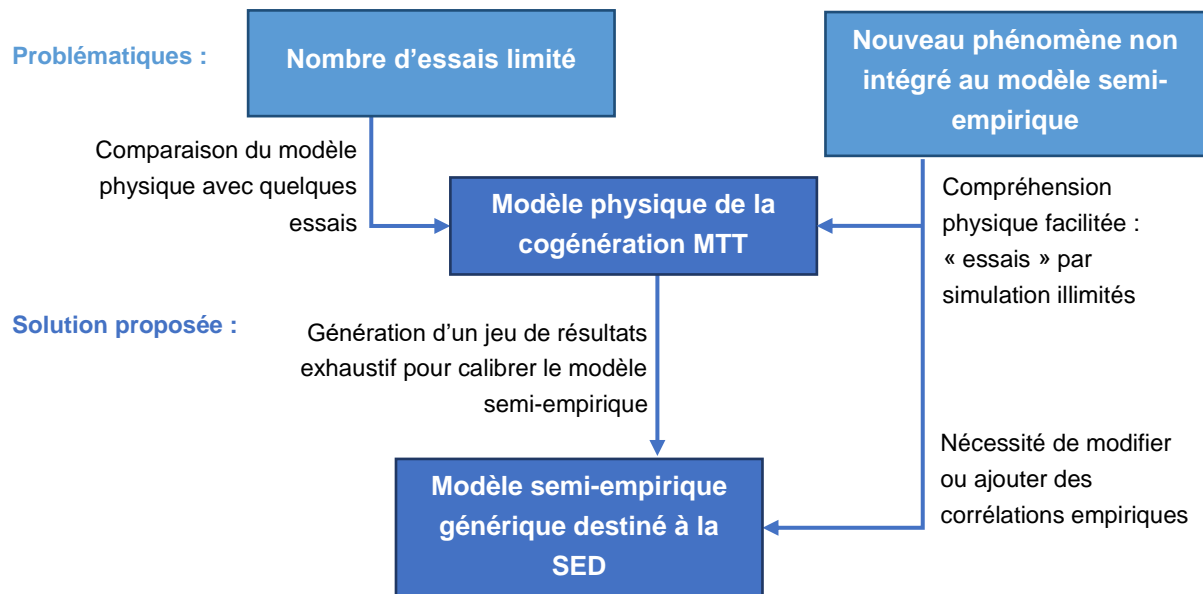 Problématiques :
Nombre d’essais limité
Nouveau phénomène non
intégré au modèle semi-
empirique
Comparaison du modèle
physique avec quelques
essais
Modèle physique de la
cogénération MTT
Compréhension
physique facilitée :
« essais » par
simulation illimités
Solution proposée :
Génération d’un jeu de résultats
exhaustif pour calibrer le modèle
semi-empirique
Nécessité de modifier
ou ajouter des
corrélations empiriques
Modèle semi-empirique
générique destiné à la
SED